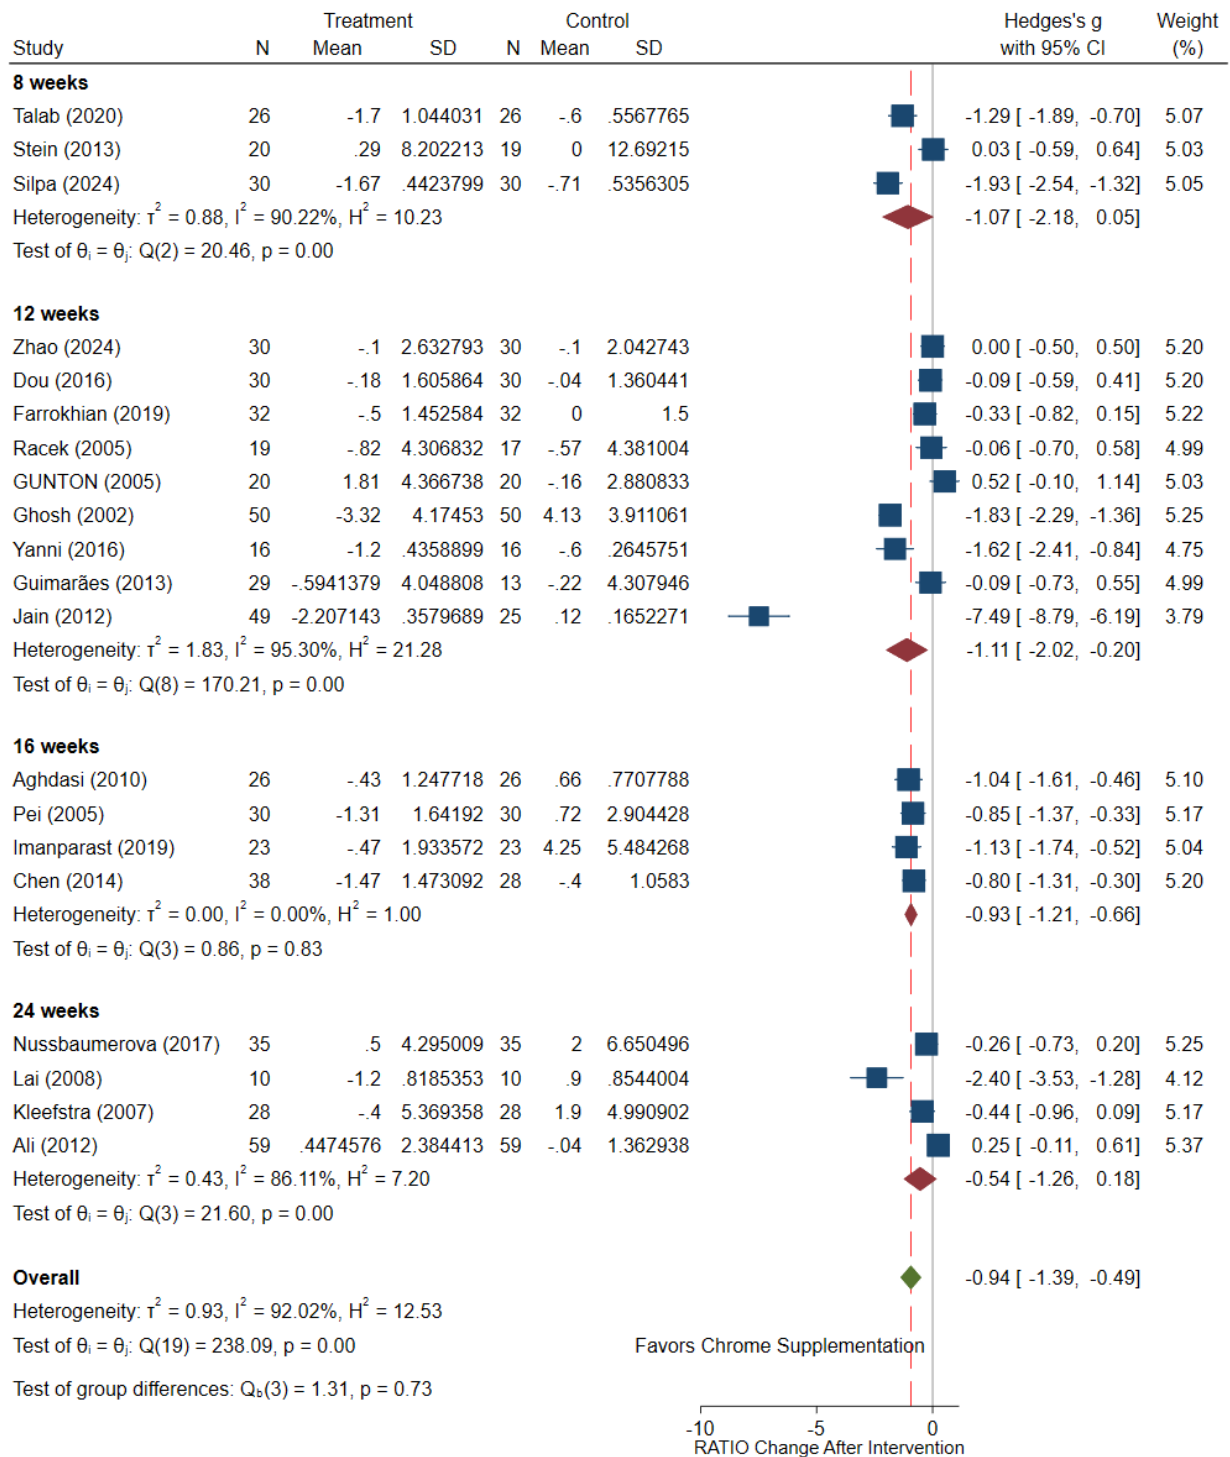 Treatment Control Hedges's g Weight
Study N Mean SD N Mean SD with 95% CI (%)
8 weeks
Talab (2020) 26 -1.7 1.044031 26 -.6 .5567765 -1.29 [ -1.89, -0.70] 5.07
Stein (2013) 20 .29 8.202213 19 0 12.69215 0.03 [ -0.59, 0.64] 5.03
Silpa (2024) 30 -1.67 .4423799 30 -.71 .5356305 -1.93 [ -2.54, -1.32] 5.05
Heterogeneity: τ² = 0.88, I² = 90.22%, H² = 10.23 -1.07 [ -2.18, 0.05]
Test of θᵢ = θⱼ: Q(2) = 20.46, p = 0.00
12 weeks
Zhao (2024) 30 -.1 2.632793 30 -.1 2.042743 0.00 [ -0.50, 0.50] 5.20
Dou (2016) 30 -.18 1.605864 30 -.04 1.360441 -0.09 [ -0.59, 0.41] 5.20
Farrokhian (2019) 32 -.5 1.452584 32 0 1.5 -0.33 [ -0.82, 0.15] 5.22
Racek (2005) 19 -.82 4.306832 17 -.57 4.381004 -0.06 [ -0.70, 0.58] 4.99
GUNTON (2005) 20 1.81 4.366738 20 -.16 2.880833 0.52 [ -0.10, 1.14] 5.03
Ghosh (2002) 50 -3.32 4.17453 50 4.13 3.911061 -1.83 [ -2.29, -1.36] 5.25
Yanni (2016) 16 -1.2 .4358899 16 -.6 .2645751 -1.62 [ -2.41, -0.84] 4.75
Guimarães (2013) 29 -.5941379 4.048808 13 -.22 4.307946 -0.09 [ -0.73, 0.55] 4.99
Jain (2012) 49 -2.207143 .3579689 25 .12 .1652271 -7.49 [ -8.79, -6.19] 3.79
Heterogeneity: τ² = 1.83, I² = 95.30%, H² = 21.28 -1.11 [ -2.02, -0.20]
Test of θᵢ = θⱼ: Q(8) = 170.21, p = 0.00
16 weeks
Aghdasi (2010) 26 -.43 1.247718 26 .66 .7707788 -1.04 [ -1.61, -0.46] 5.10
Pei (2005) 30 -1.31 1.64192 30 .72 2.904428 -0.85 [ -1.37, -0.33] 5.17
Imanparast (2019) 23 -.47 1.933572 23 4.25 5.484268 -1.13 [ -1.74, -0.52] 5.04
Chen (2014) 38 -1.47 1.473092 28 -.4 1.0583 -0.80 [ -1.31, -0.30] 5.20
Heterogeneity: τ² = 0.00, I² = 0.00%, H² = 1.00 -0.93 [ -1.21, -0.66]
Test of θᵢ = θⱼ: Q(3) = 0.86, p = 0.83
24 weeks
Nussbaumerova (2017) 35 .5 4.295009 35 2 6.650496 -0.26 [ -0.73, 0.20] 5.25
Lai (2008) 10 -1.2 .8185353 10 .9 .8544004 -2.40 [ -3.53, -1.28] 4.12
Kleefstra (2007) 28 -.4 5.369358 28 1.9 4.990902 -0.44 [ -0.96, 0.09] 5.17
Ali (2012) 59 .4474576 2.384413 59 -.04 1.362938 0.25 [ -0.11, 0.61] 5.37
Heterogeneity: τ² = 0.43, I² = 86.11%, H² = 7.20 -0.54 [ -1.26, 0.18]
Test of θᵢ = θⱼ: Q(3) = 21.60, p = 0.00
Overall -0.94 [ -1.39, -0.49]
Heterogeneity: τ² = 0.93, I² = 92.02%, H² = 12.53
Test of θᵢ = θⱼ: Q(19) = 238.09, p = 0.00 Favors Chrome Supplementation
Test of group differences: Q_b(3) = 1.31, p = 0.73
-10 -5 0
RATIO Change After Intervention